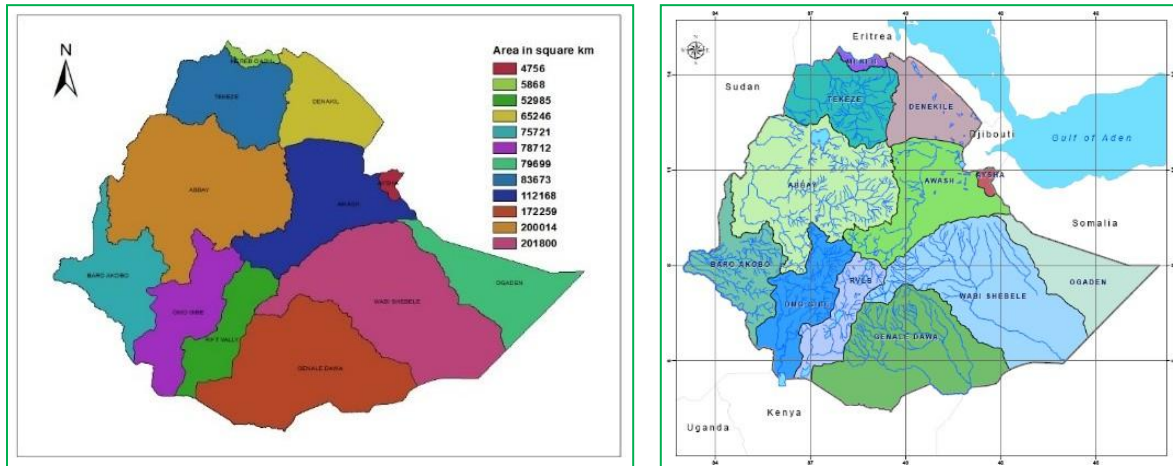 N
Area in square km
4756
5868
52985
65246
75721
78712
79699
83673
112168
172259
200014
201800
TEKEZE
DENAKIL
ABBAY
BARO AKOBO
OMO GIBE
WABI SHEBELE
OGADEN
GENALE DAWA
Eritrea
Sudan
TEKEZE
DENEKILE
Djibouti
Gulf of Aden
ABBAY
AWASH
AYSHA
Somalia
BARO AKOBO
OMO GIBE
RVLB
WABI SHEBELE
OGADEN
GENALE DAWA
Kenya
Uganda